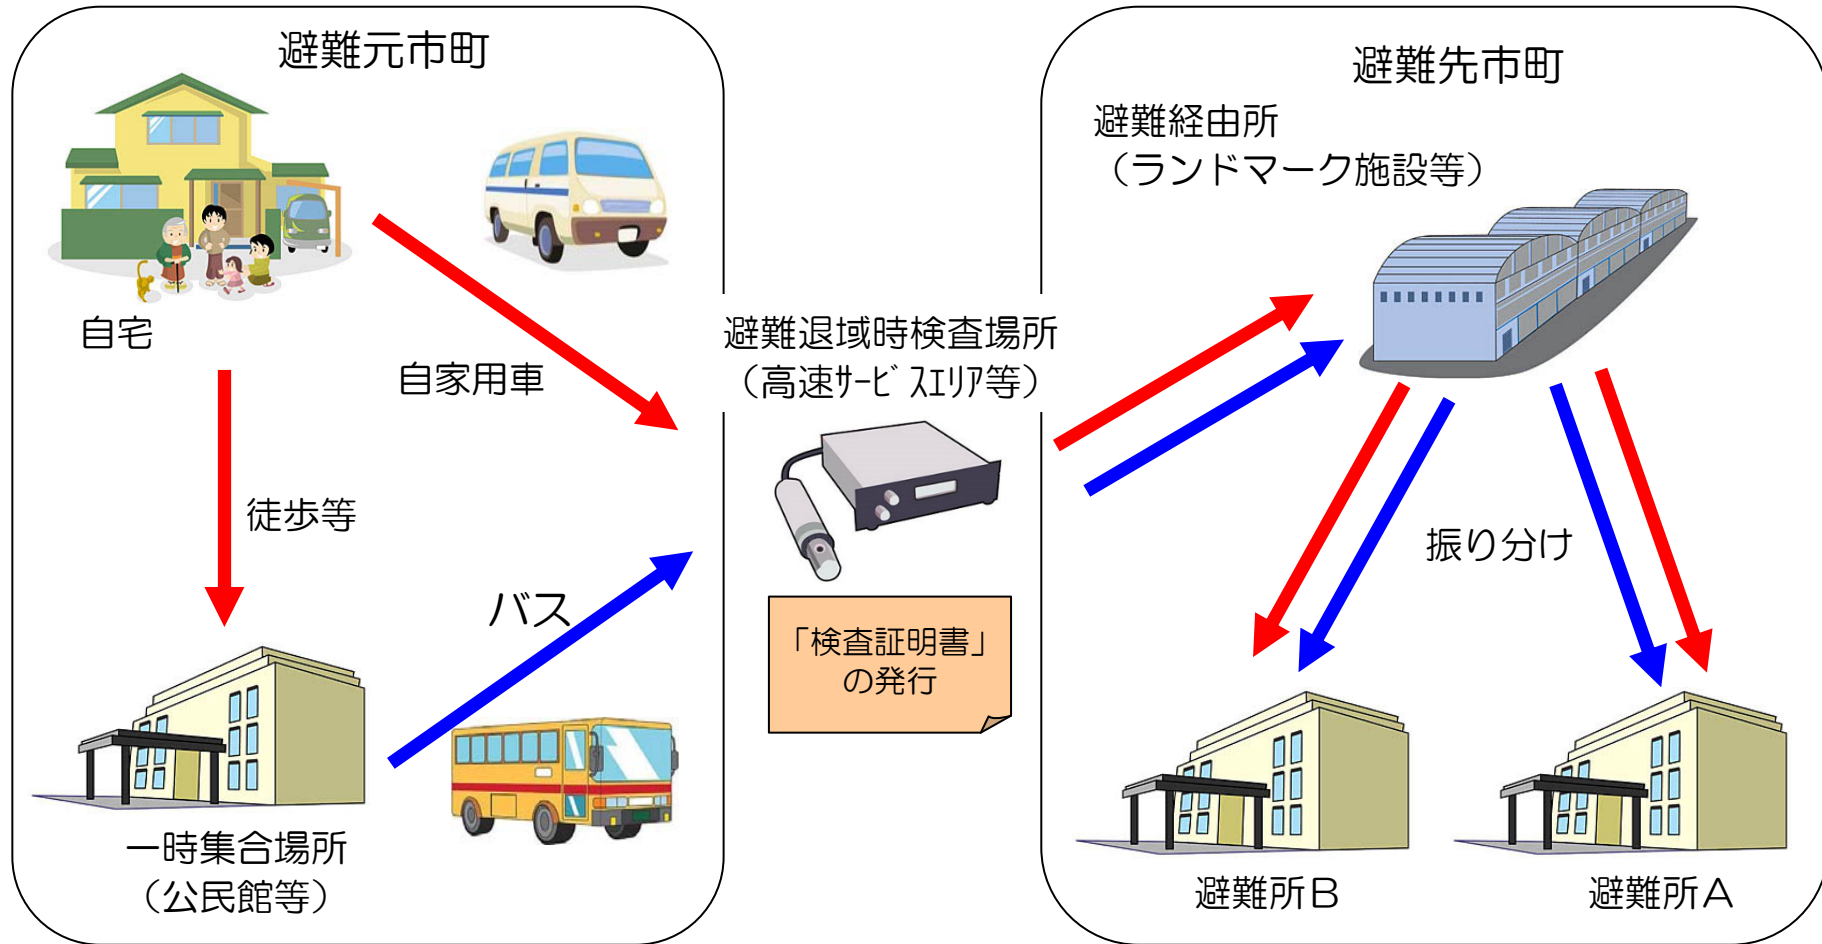 避難元市町
自宅
自家用車
徒歩等
バス
一時集合場所
（公民館等）
避難退域時検査場所
（高速ｻｰﾋﾞｽｴﾘｱ等）
「検査証明書」
の発行
避難先市町
避難経由所
（ランドマーク施設等）
振り分け
避難所Ｂ
避難所Ａ